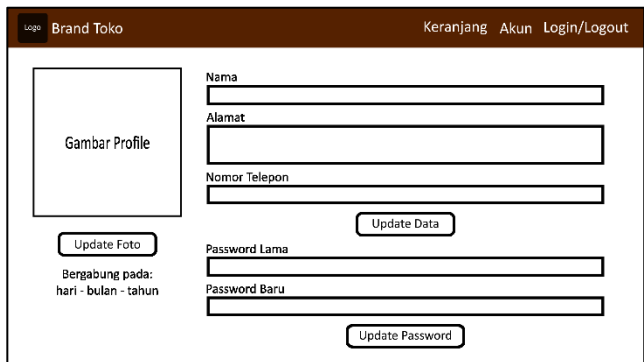 Logo Brand Toko Keranjang Akun Login/Logout
Gambar Profile
Update Foto
Bergabung pada:
hari - bulan - tahun
Nama
Alamat
Nomor Telepon
Update Data
Password Lama
Password Baru
Update Password